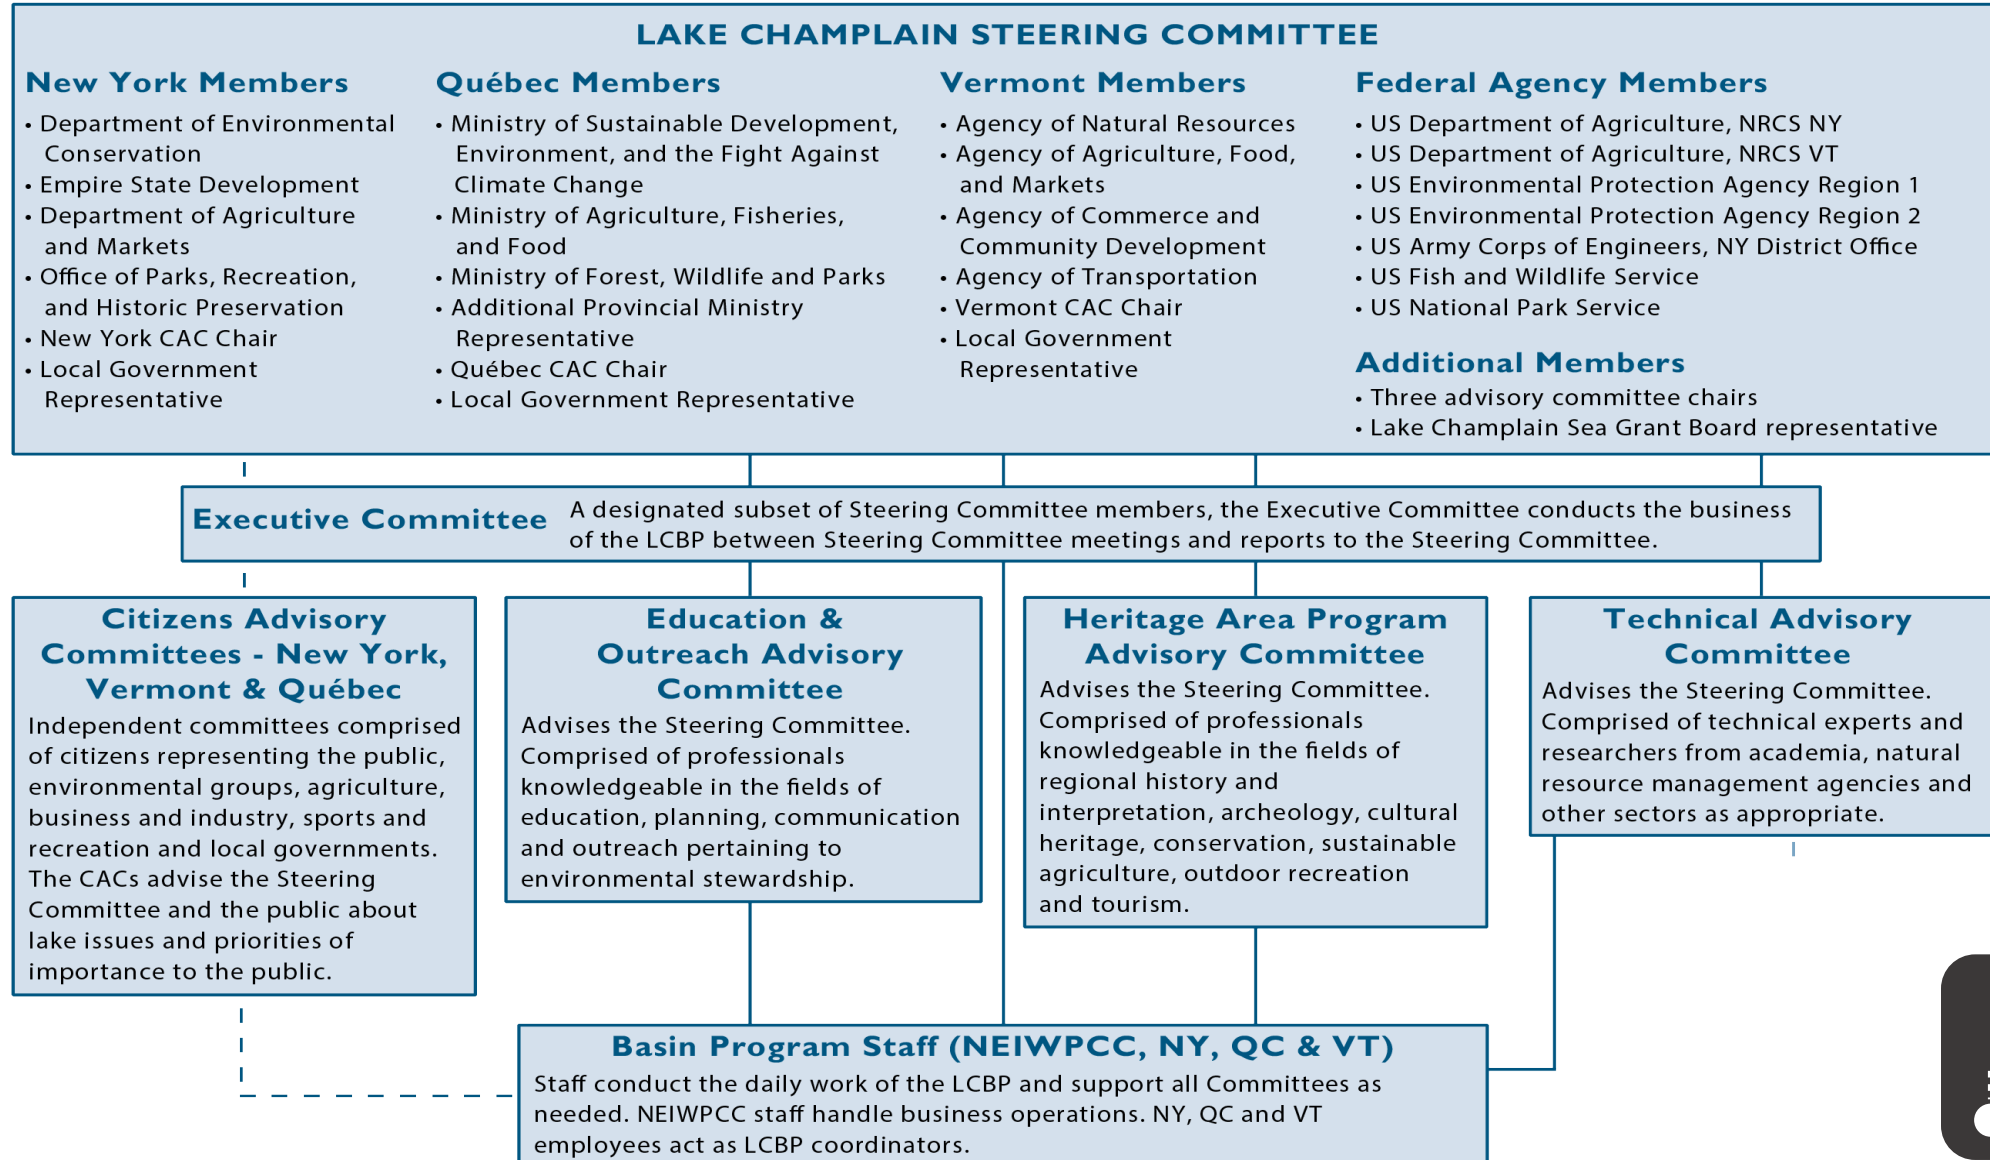 LAKE CHAMPLAIN STEERING COMMITTEE
New York Members
• Department of Environmental
Conservation
• Empire State Development
• Department of Agriculture
and Markets
• Office of Parks, Recreation,
and Historic Preservation
• New York CAC Chair
• Local Government
Representative
Québec Members
• Ministry of Sustainable Development,
Environment, and the Fight Against
Climate Change
• Ministry of Agriculture, Fisheries,
and Food
• Ministry of Forest, Wildlife and Parks
• Additional Provincial Ministry
Representative
• Québec CAC Chair
• Local Government Representative
Vermont Members
• Agency of Natural Resources
• Agency of Agriculture, Food,
and Markets
• Agency of Commerce and
Community Development
• Agency of Transportation
• Vermont CAC Chair
• Local Government
Representative
Federal Agency Members
• US Department of Agriculture, NRCS NY
• US Department of Agriculture, NRCS VT
• US Environmental Protection Agency Region 1
• US Environmental Protection Agency Region 2
• US Army Corps of Engineers, NY District Office
• US Fish and Wildlife Service
• US National Park Service
Additional Members
• Three advisory committee chairs
• Lake Champlain Sea Grant Board representative
Executive Committee
A designated subset of Steering Committee members, the Executive Committee conducts the business
of the LCBP between Steering Committee meetings and reports to the Steering Committee.
Citizens Advisory
Committees - New York,
Vermont & Québec
Independent committees comprised
of citizens representing the public,
environmental groups, agriculture,
business and industry, sports and
recreation and local governments.
The CACs advise the Steering
Committee and the public about
lake issues and priorities of
importance to the public.
Education &
Outreach Advisory
Committee
Advises the Steering Committee.
Comprised of professionals
knowledgeable in the fields of
education, planning, communication
and outreach pertaining to
environmental stewardship.
Heritage Area Program
Advisory Committee
Advises the Steering Committee.
Comprised of professionals
knowledgeable in the fields of
regional history and
interpretation, archeology, cultural
heritage, conservation, sustainable
agriculture, outdoor recreation
and tourism.
Technical Advisory
Committee
Advises the Steering Committee.
Comprised of technical experts and
researchers from academia, natural
resource management agencies and
other sectors as appropriate.
Basin Program Staff (NEIWPCC, NY, QC & VT)
Staff conduct the daily work of the LCBP and support all Committees as
needed. NEIWPCC staff handle business operations. NY, QC and VT
employees act as LCBP coordinators.